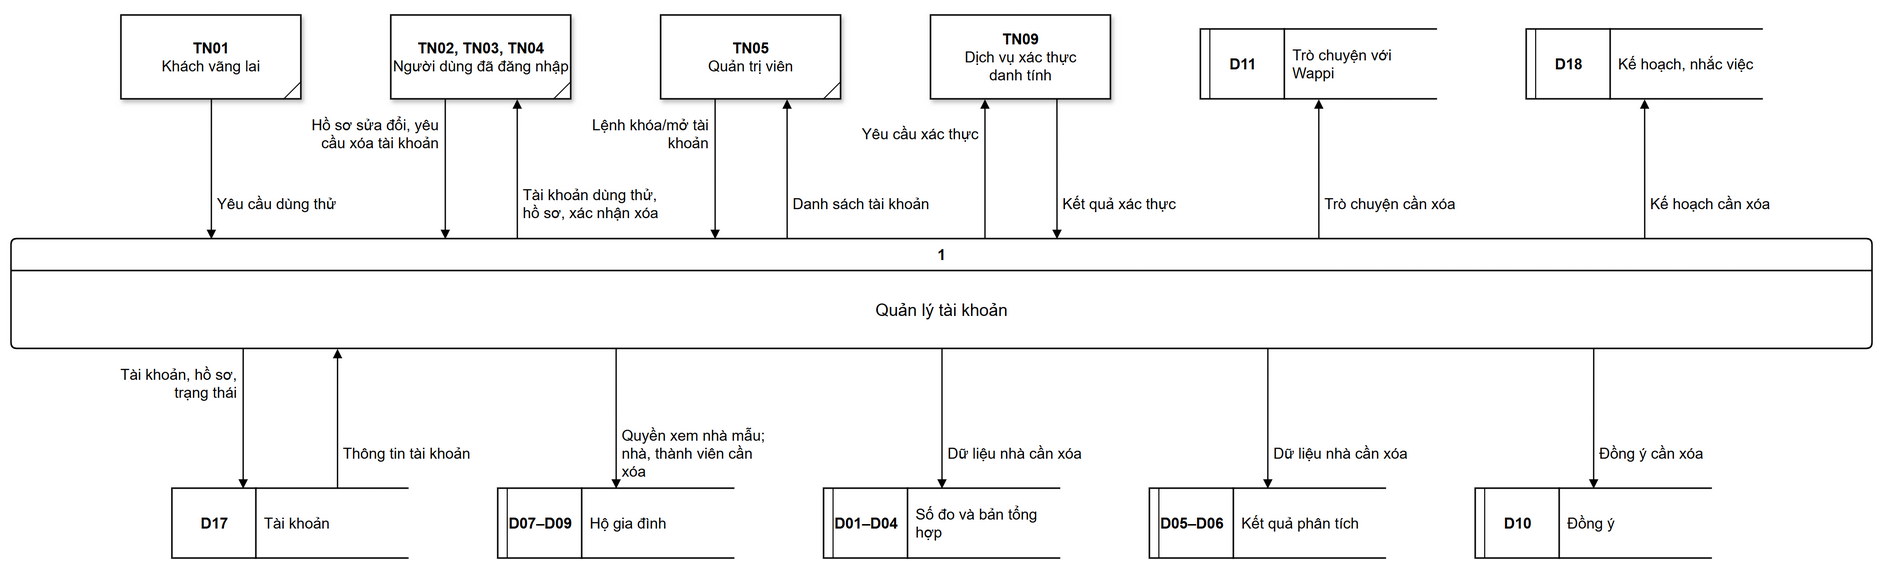 TN01
Khách vãng lai
TN02, TN03, TN04
Người dùng đã đăng nhập
TN05
Quản trị viên
TN09
Dịch vụ xác thực
danh tính
D11
Trò chuyện với
Wappi
D18
Kế hoạch, nhắc việc
Hồ sơ sửa đổi, yêu
cầu xóa tài khoản
Lệnh khóa/mở tài
khoản
Yêu cầu xác thực
Yêu cầu dùng thử
Tài khoản dùng thử,
hồ sơ, xác nhận xóa
Danh sách tài khoản
Kết quả xác thực
Trò chuyện cần xóa
Kế hoạch cần xóa
1
Quản lý tài khoản
Tài khoản, hồ sơ,
trạng thái
Thông tin tài khoản
Quyền xem nhà mẫu;
nhà, thành viên cần
xóa
Dữ liệu nhà cần xóa
Dữ liệu nhà cần xóa
Đồng ý cần xóa
D17
Tài khoản
D07–D09
Hộ gia đình
D01–D04
Số đo và bản tổng
hợp
D05–D06
Kết quả phân tích
D10
Đồng ý